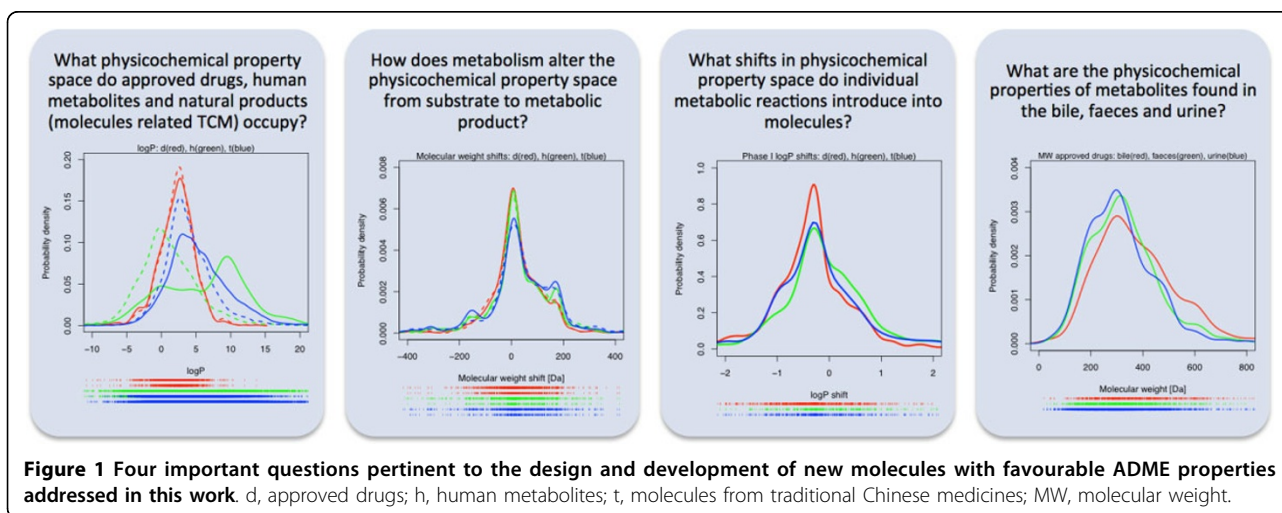 What physicochemical property
space do approved drugs, human
metabolites and natural products
(molecules related TCM) occupy?
logP: d(red), h(green), t(blue)
Probability density
0.00
0.05
0.10
0.15
0.20
−10
−5
0
5
10
15
20
logP
How does metabolism alter the
physicochemical property space
from substrate to metabolic
product?
Molecular weight shifts: d(red), h(green), t(blue)
Probability density
0.000
0.002
0.004
0.006
0.008
−400
−200
0
200
400
Molecular weight shift [Da]
What shifts in physicochemical
property space do individual
metabolic reactions introduce into
molecules?
Phase I logP shifts: d(red), h(green), t(blue)
Probability density
0.0
0.2
0.4
0.6
0.8
1.0
−2
−1
0
1
2
logP shift
What are the physicochemical
properties of metabolites found in
the bile, faeces and urine?
MW approved drugs: bile(red), faeces(green), urine(blue)
Probability density
0.000
0.001
0.002
0.003
0.004
0
200
400
600
800
Molecular weight [Da]
Figure 1 Four important questions pertinent to the design and development of new molecules with favourable ADME properties
addressed in this work. d, approved drugs; h, human metabolites; t, molecules from traditional Chinese medicines; MW, molecular weight.